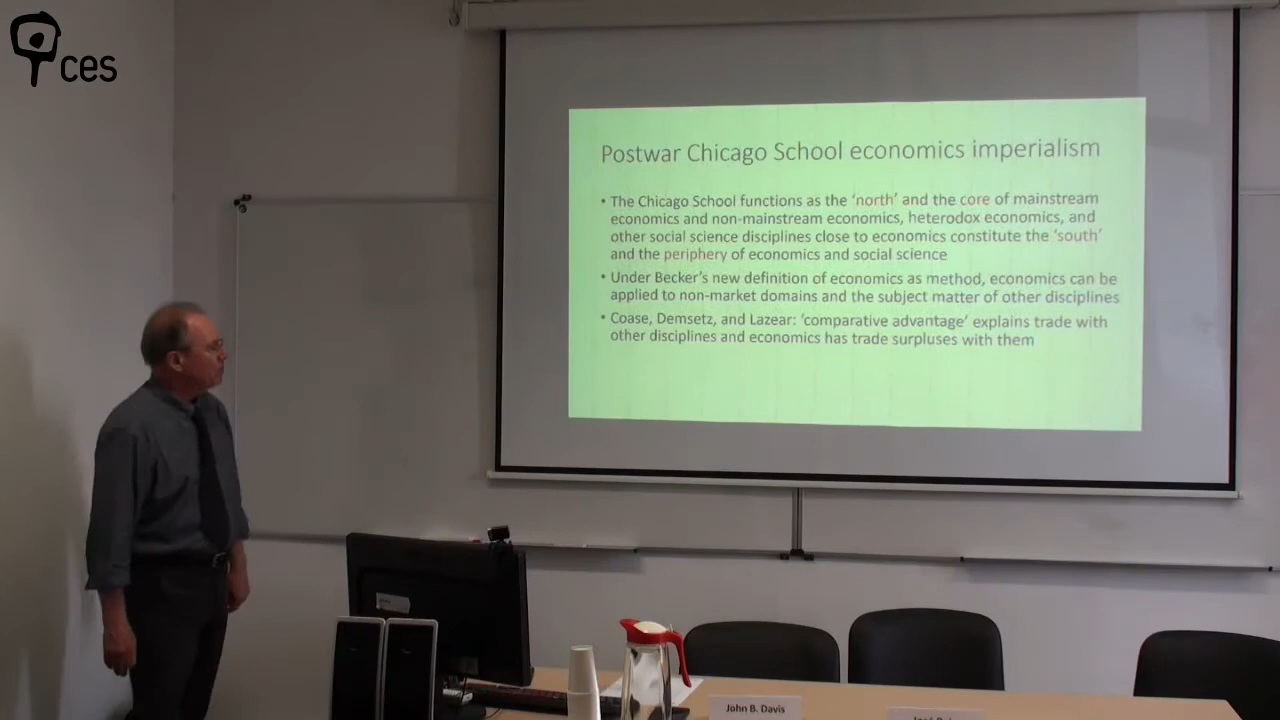 ces
Postwar Chicago School economics imperialism
• The Chicago School functions as the ‘north’ and the core of mainstream
economics and non-mainstream economics, heterodox economics, and
other social science disciplines close to economics constitute the ‘south’
and the periphery of economics and social science
• Under Becker’s new definition of economics as method, economics can be
applied to non-market domains and the subject matter of other disciplines
• Coase, Demsetz, and Lazear: ‘comparative advantage’ explains trade with
other disciplines and economics has trade surpluses with them
John B. Davis